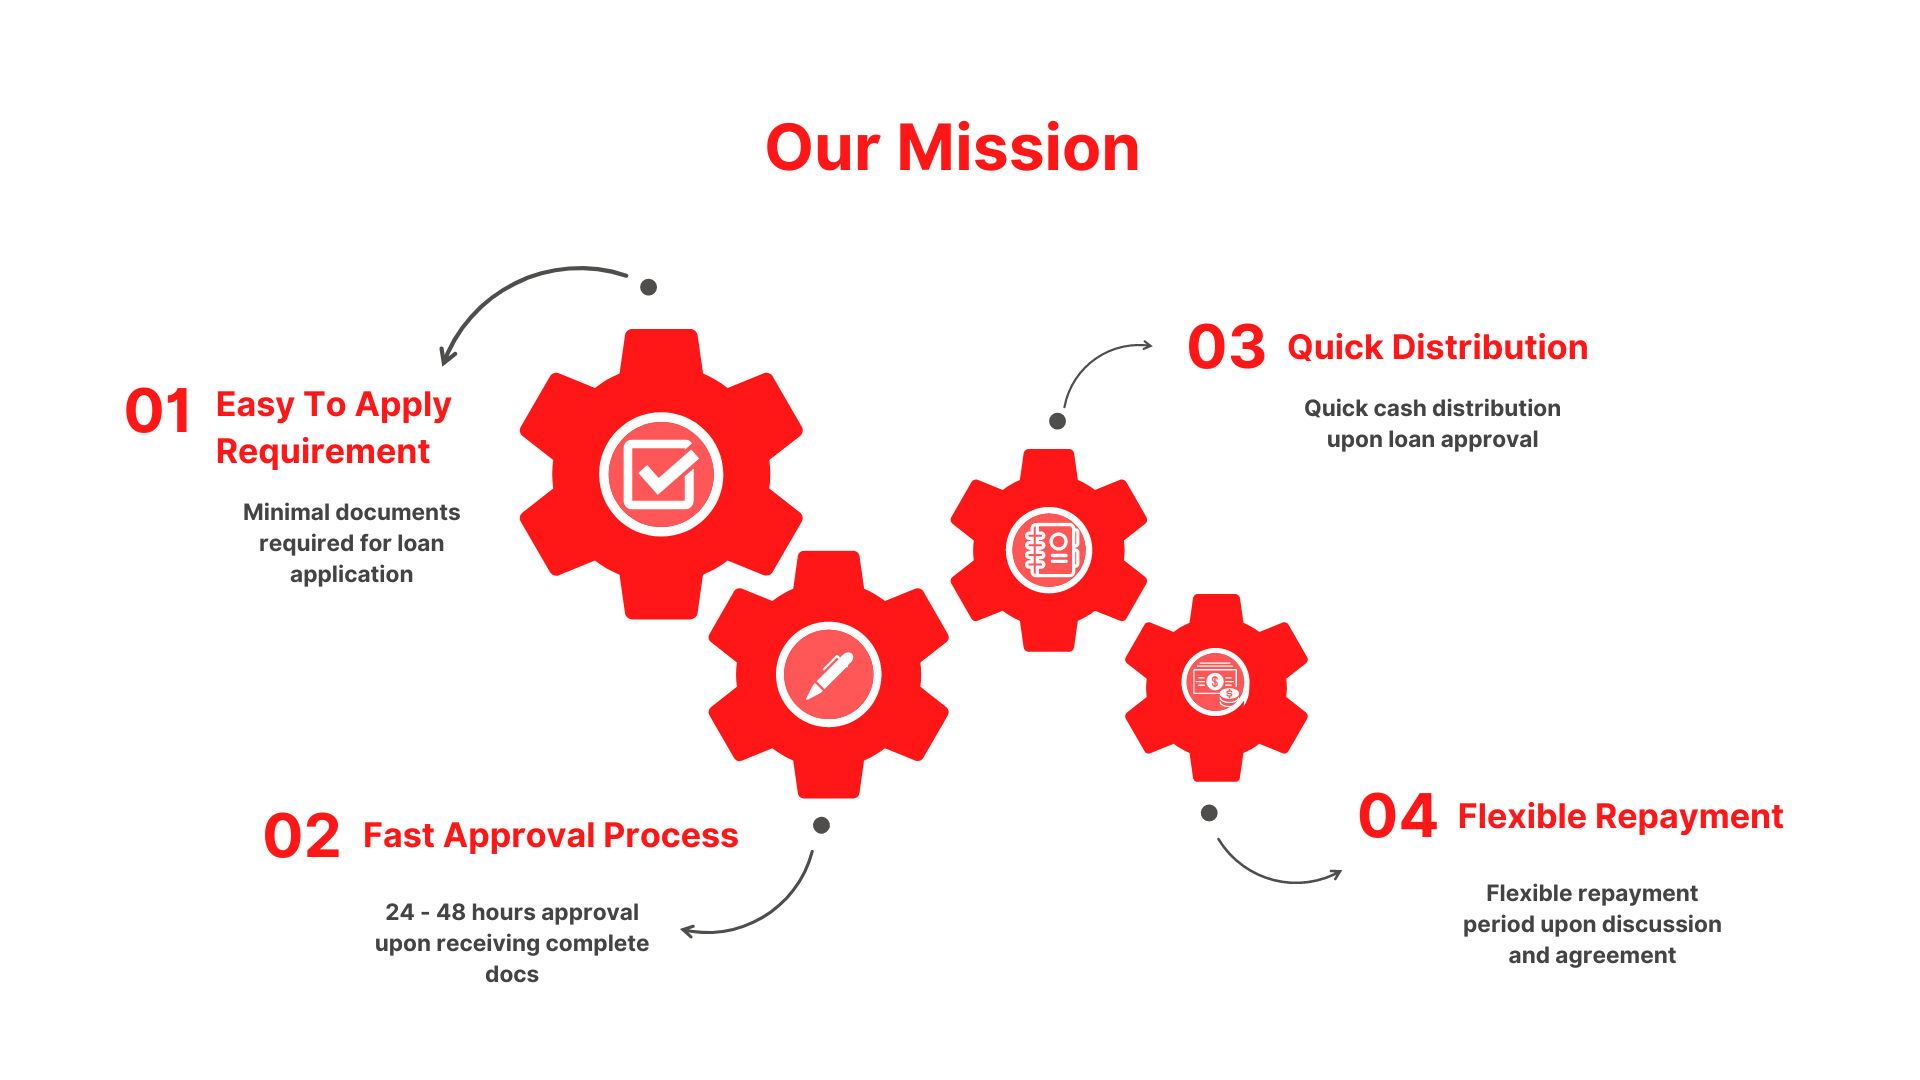 Our Mission
01
Easy To Apply
Requirement
Minimal documents
required for loan
application
02
Fast Approval Process
24 - 48 hours approval
upon receiving complete
docs
03
Quick Distribution
Quick cash distribution
upon loan approval
04
Flexible Repayment
Flexible repayment
period upon discussion
and agreement
$
$